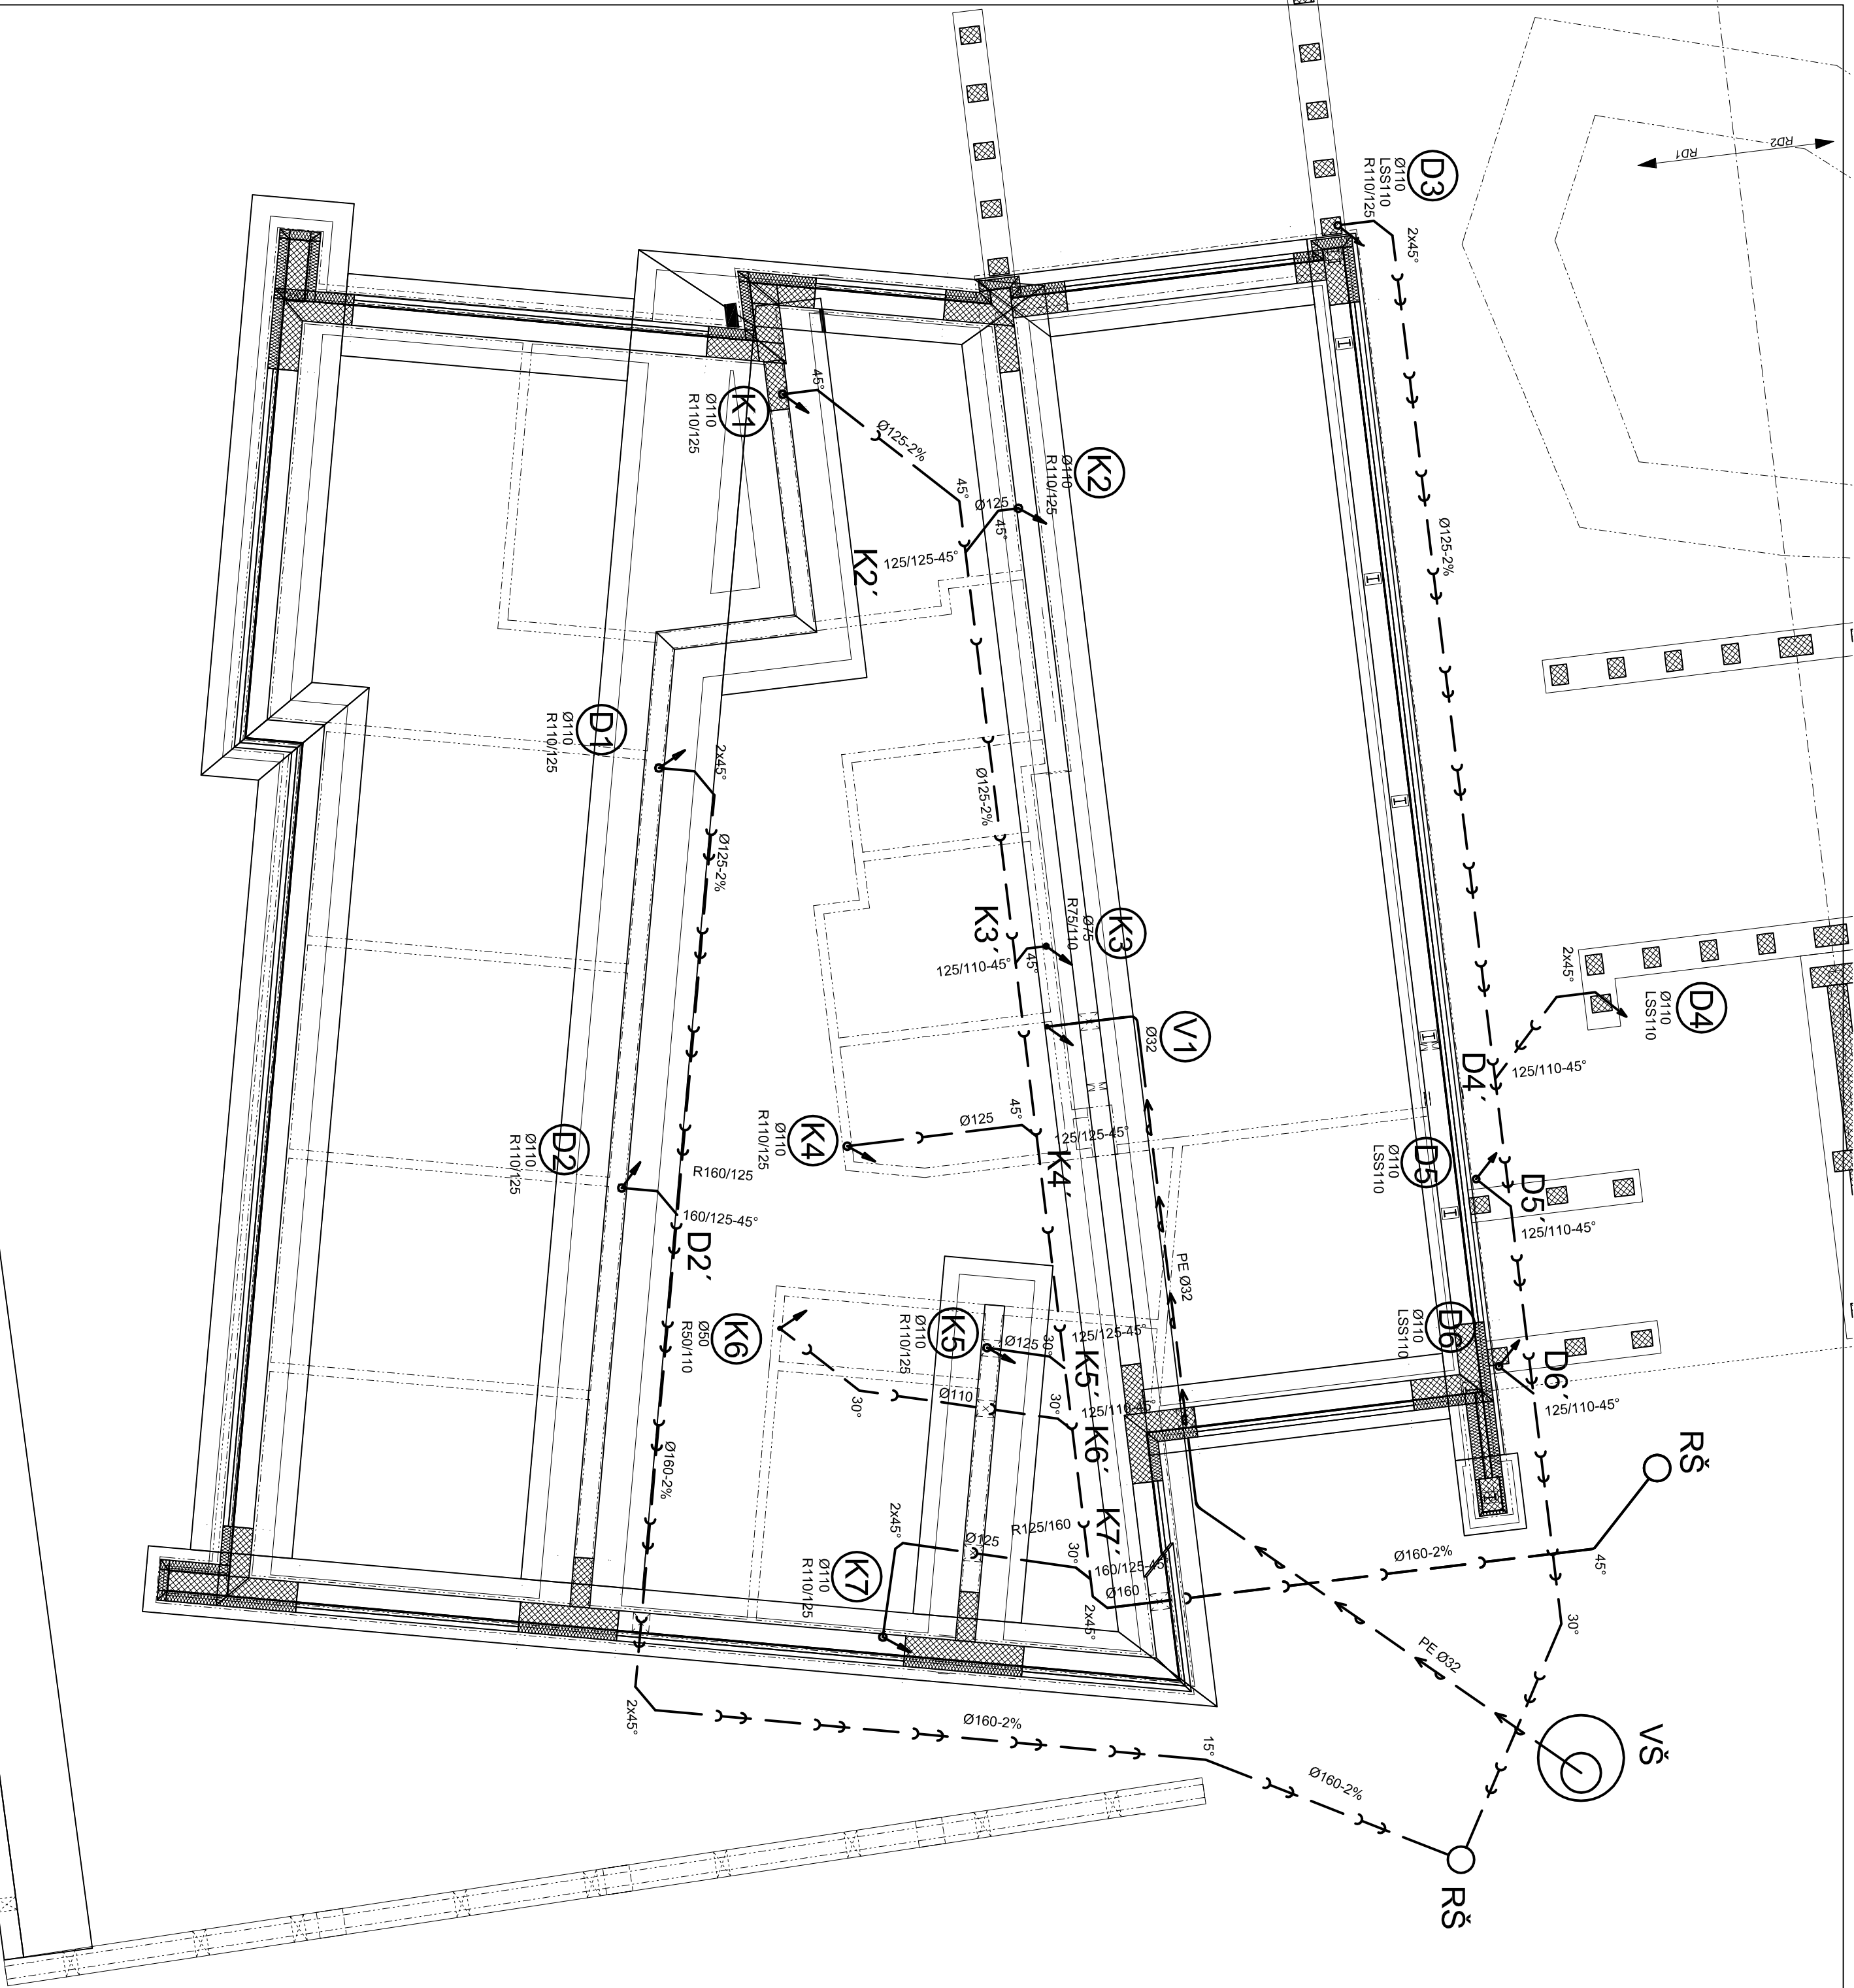 RD1
RD2
D3
Ø110
LSS110
R110/125
2x45°
Ø125-2%
K1
Ø110
R110/125
45°
Ø125-2%
45°
K2
Ø110
R110/125
Ø125
45°
125/125-45°
K2´
D1
Ø110
R110/125
2x45°
Ø125-2%
Ø125-2%
K3
Ø75
R75/110
K3´
45°
125/110-45°
V1
Ø32
D4
Ø110
LSS110
2x45°
125/110-45°
D4´
D2
Ø110
R110/125
R160/125
160/125-45°
D2´
K4
Ø110
R110/125
Ø125
45°
125/125-45°
K4´
D5
Ø110
LSS110
D5´
125/110-45°
PE Ø32
K6
Ø50
R50/110
K5
Ø110
R110/125
Ø125
30°
125/125-45°
K5´
30°
Ø110
30°
125/110-45°
K6´
D6
Ø110
LSS110
D6´
125/110-45°
RŠ
Ø160-2%
2x45°
K7
Ø110
R110/125
Ø125
R125/160
K7´
30°
160/125-45°
Ø160
2x45°
Ø160-2%
45°
30°
PE Ø32
VŠ
2x45°
Ø160-2%
15°
Ø160-2%
RŠ